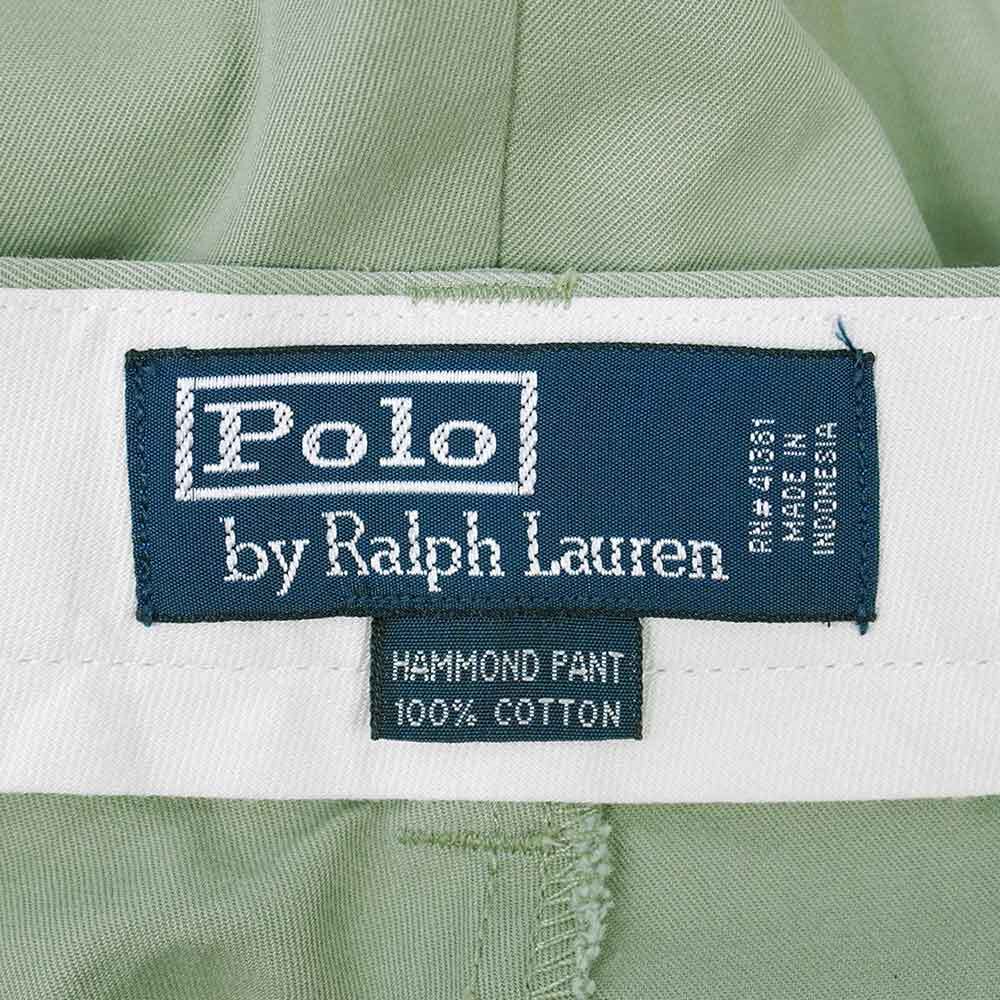 Polo
by Ralph Lauren
RN#41381
MADE IN
INDONESIA
HAMMOND PANT
100% COTTON